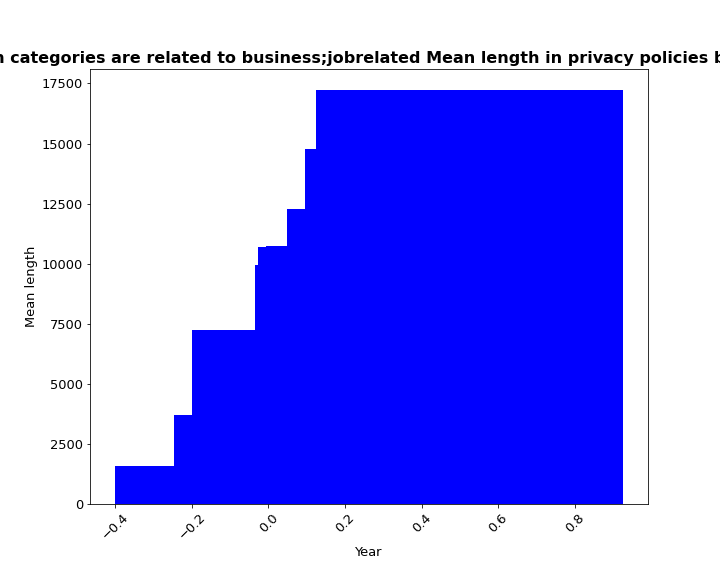 categories are related to business;jobrelated Mean length in privacy policies
17500
15000
12500
10000
7500
5000
2500
0
Mean length
−0.4 −0.2 0.0 0.2 0.4 0.6 0.8
Year